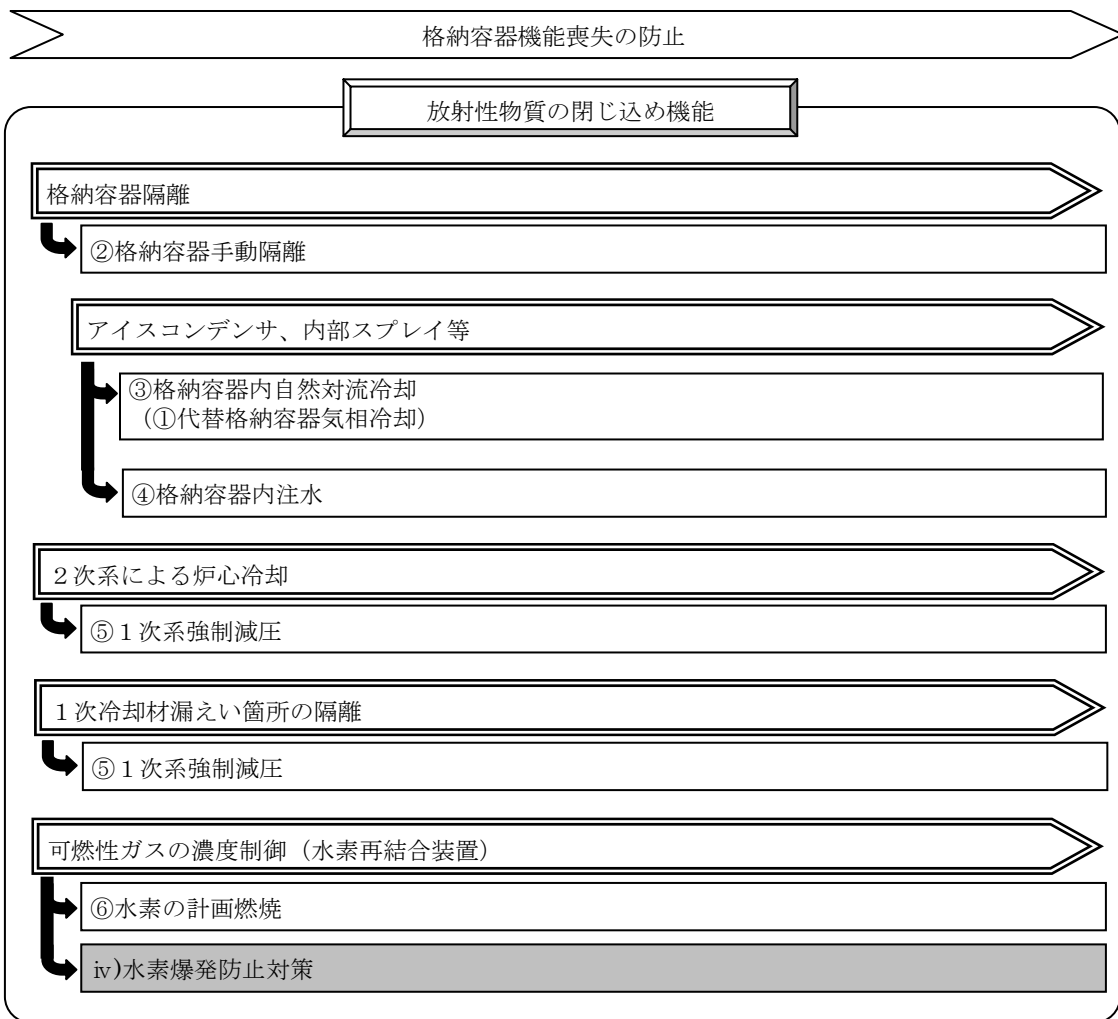 格納容器機能喪失の防止
放射性物質の閉じ込め機能
格納容器隔離
②格納容器手動隔離
アイスコンデンサ、内部スプレイ等
③格納容器内自然対流冷却
（①代替格納容器気相冷却）
④格納容器内注水
２次系による炉心冷却
⑤１次系強制減圧
１次冷却材漏えい箇所の隔離
⑤１次系強制減圧
可燃性ガスの濃度制御（水素再結合装置）
⑥水素の計画燃焼
ⅳ)水素爆発防止対策